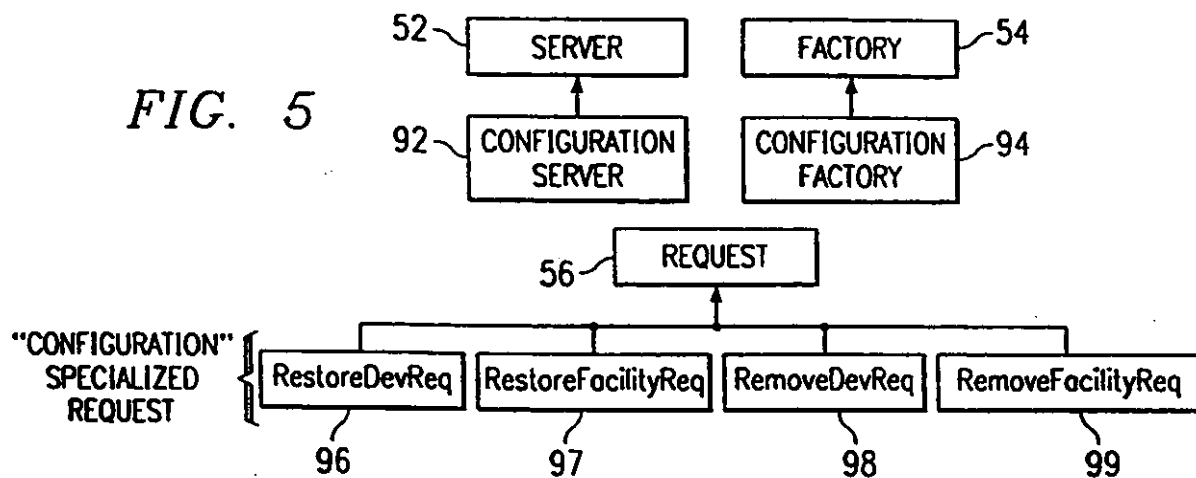 FIG. 5
52 SERVER
FACTORY 54
92 CONFIGURATION
SERVER
CONFIGURATION 94
FACTORY
56 REQUEST
"CONFIGURATION"
SPECIALIZED
REQUEST
RestoreDevReq RestoreFacilityReq RemoveDevReq RemoveFacilityReq
96 97 98 99